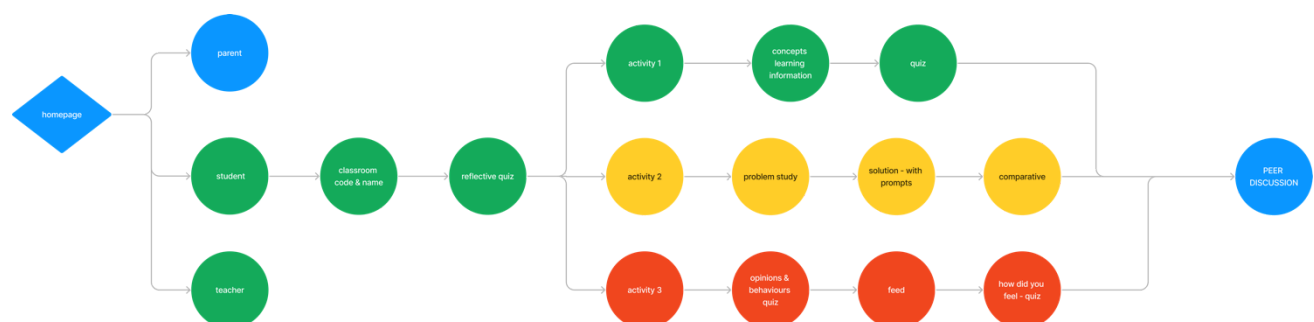 homepage
parent
student
teacher
classroom
code & name
reflective quiz
activity 1
concepts
learning
information
quiz
activity 2
problem study
solution - with
prompts
comparative
activity 3
opinions &
behaviours
quiz
feed
how did you
feel - quiz
PEER
DISCUSSION